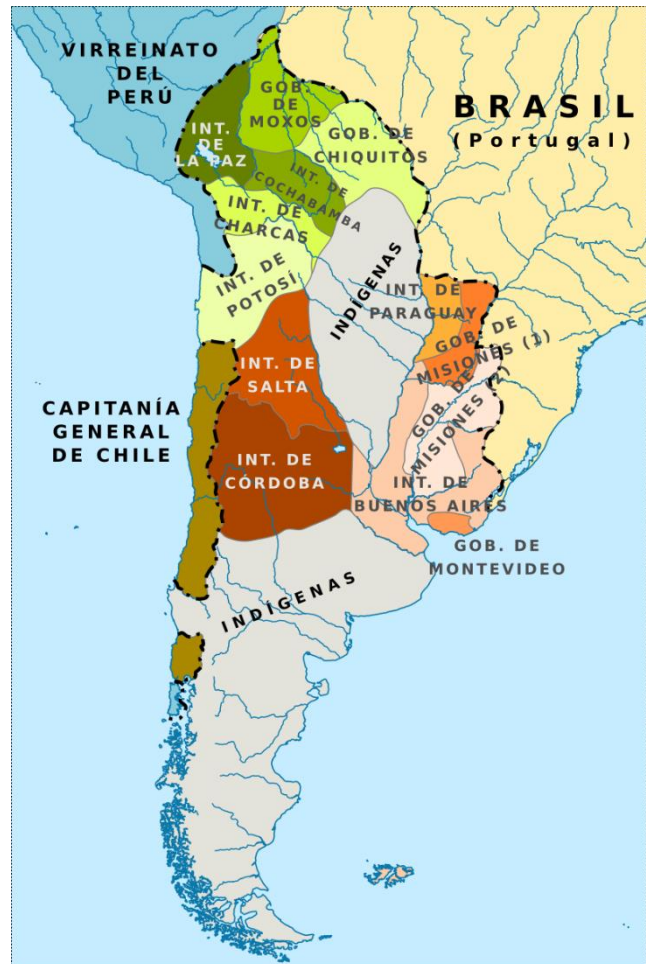 VIRREINATO
DEL
PERÚ
GOB.
DE
MOXOS
BRASIL
(Portugal)
INT.
DE
LA PAZ
GOB. DE
CHIQUITOS
INT. DE
COCHABAMBA
INT. DE
CHARCAS
INT. DE
POTOSÍ
INDÍGENAS
INT. DE
PARAGUAY
GOB. DE
MISIONES (1)
GOB. DE
MISIONES (2)
INT. DE
SALTA
CAPITANÍA
GENERAL
DE CHILE
INT. DE
CÓRDOBA
INT. DE
BUENOS AIRES
GOB. DE
MONTEVIDEO
INDÍGENAS